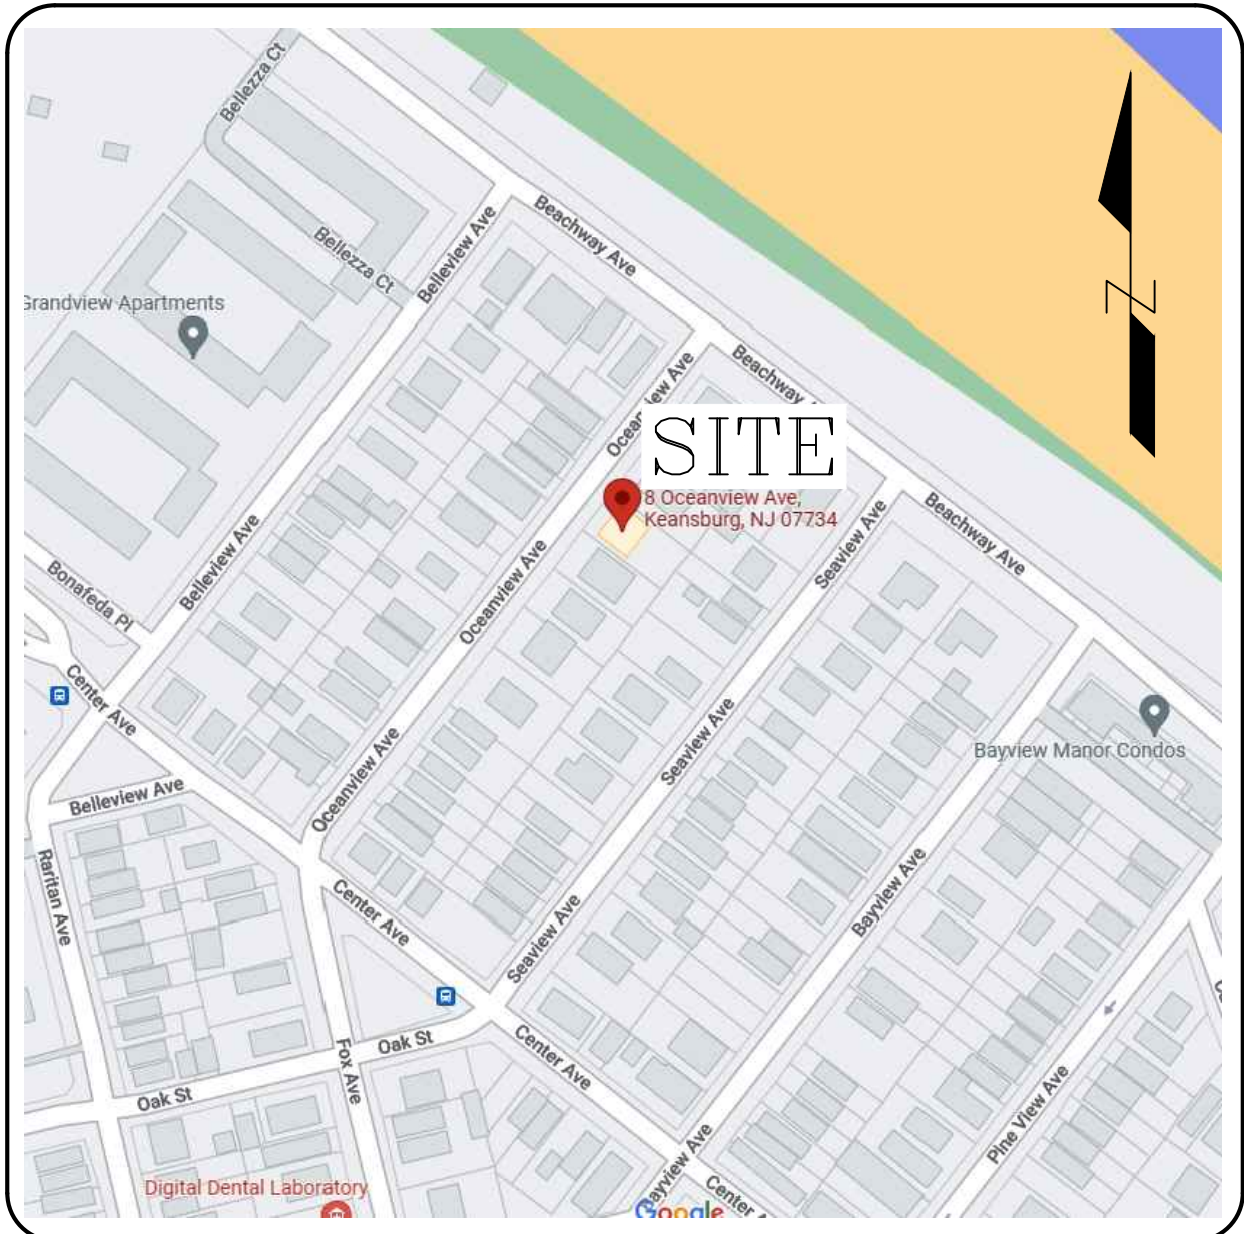 Bellezza Ct
Beachway Ave
Belleview Ave
Bellezza Ct
Grandview Apartments
Oceanview Ave
Beachway
SITE
8 Oceanview Ave,
Keansburg, NJ 07734
Beachway Ave
Seaview Ave
Belleview Ave
Oceanview Ave
Bonafeda Pl
Center Ave
Seaview Ave
Bayview Manor Condos
Oceanview Ave
Belleview Ave
Raritan Ave
Center Ave
Bayview Ave
Seaview Ave
Oak St
Fox Ave
Center Ave
Oak St
Pine View Ave
Bayview Ave
Digital Dental Laboratory
Center
Google
N